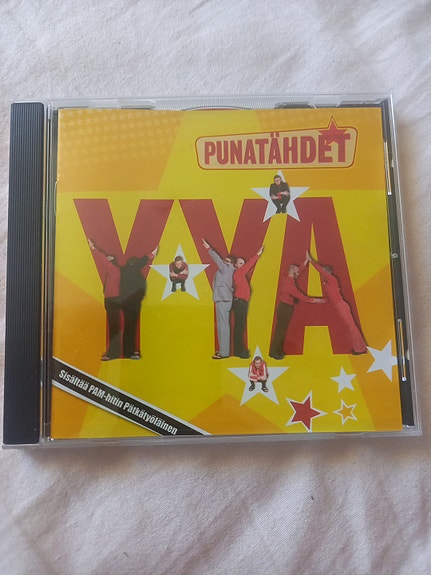 PUNATÄHDET
YYA
Sisältää PAM-hitin Pätkätyöläinen